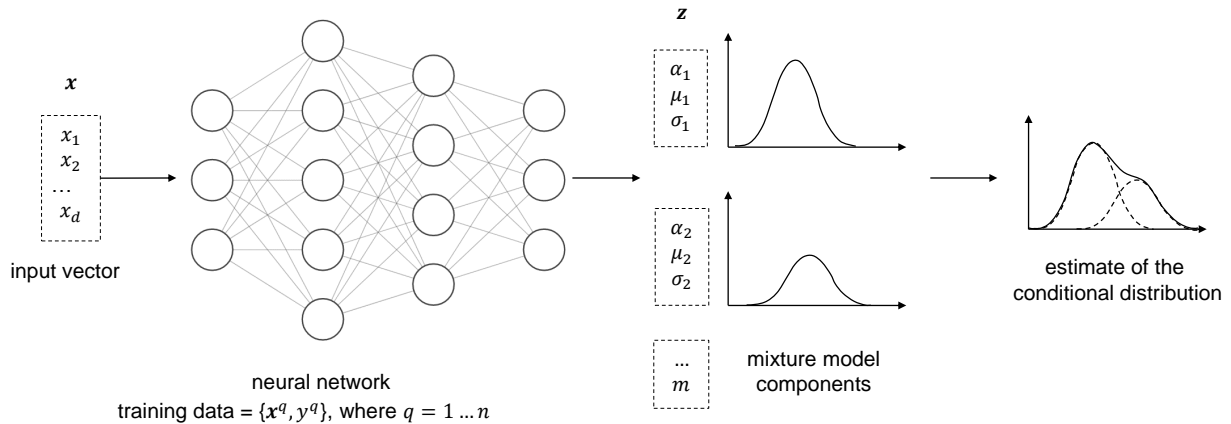 x
x₁
x₂
...
x_d
input vector
neural network
training data = {x^q, y^q}, where q = 1 … n
z
α₁
μ₁
σ₁
α₂
μ₂
σ₂
...
m
mixture model
components
estimate of the
conditional distribution